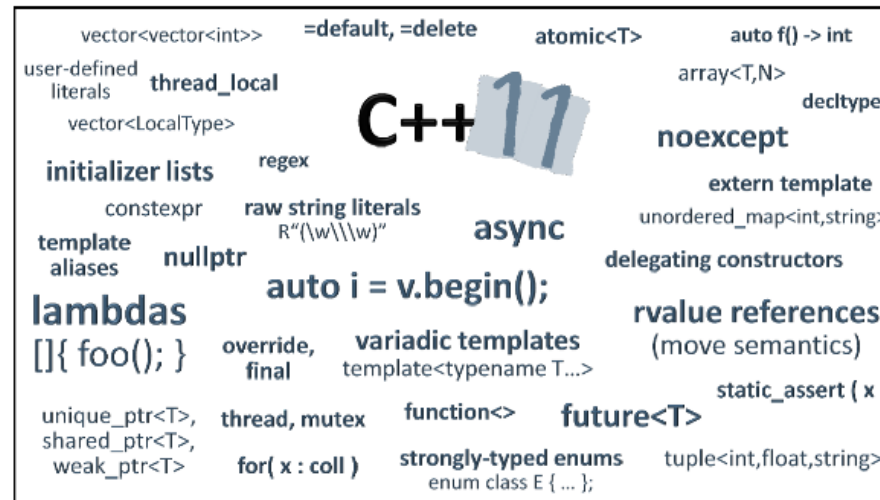 vector<vector<int>>
=default, =delete
atomic<T>
auto f() -> int
user-defined
literals
thread_local
C++11
array<T,N>
decltype
vector<LocalType>
noexcept
initializer lists
regex
extern template
constexpr
raw string literals
R"(\w\\\w)"
async
unordered_map<int,string>
template
aliases
nullptr
delegating constructors
auto i = v.begin();
lambdas
[]{ foo(); }
rvalue references
(move semantics)
override,
final
variadic templates
template<typename T...>
static_assert ( x
unique_ptr<T>,
shared_ptr<T>,
weak_ptr<T>
thread, mutex
function<>
future<T>
for( x : coll )
strongly-typed enums
enum class E { ... };
tuple<int,float,string>